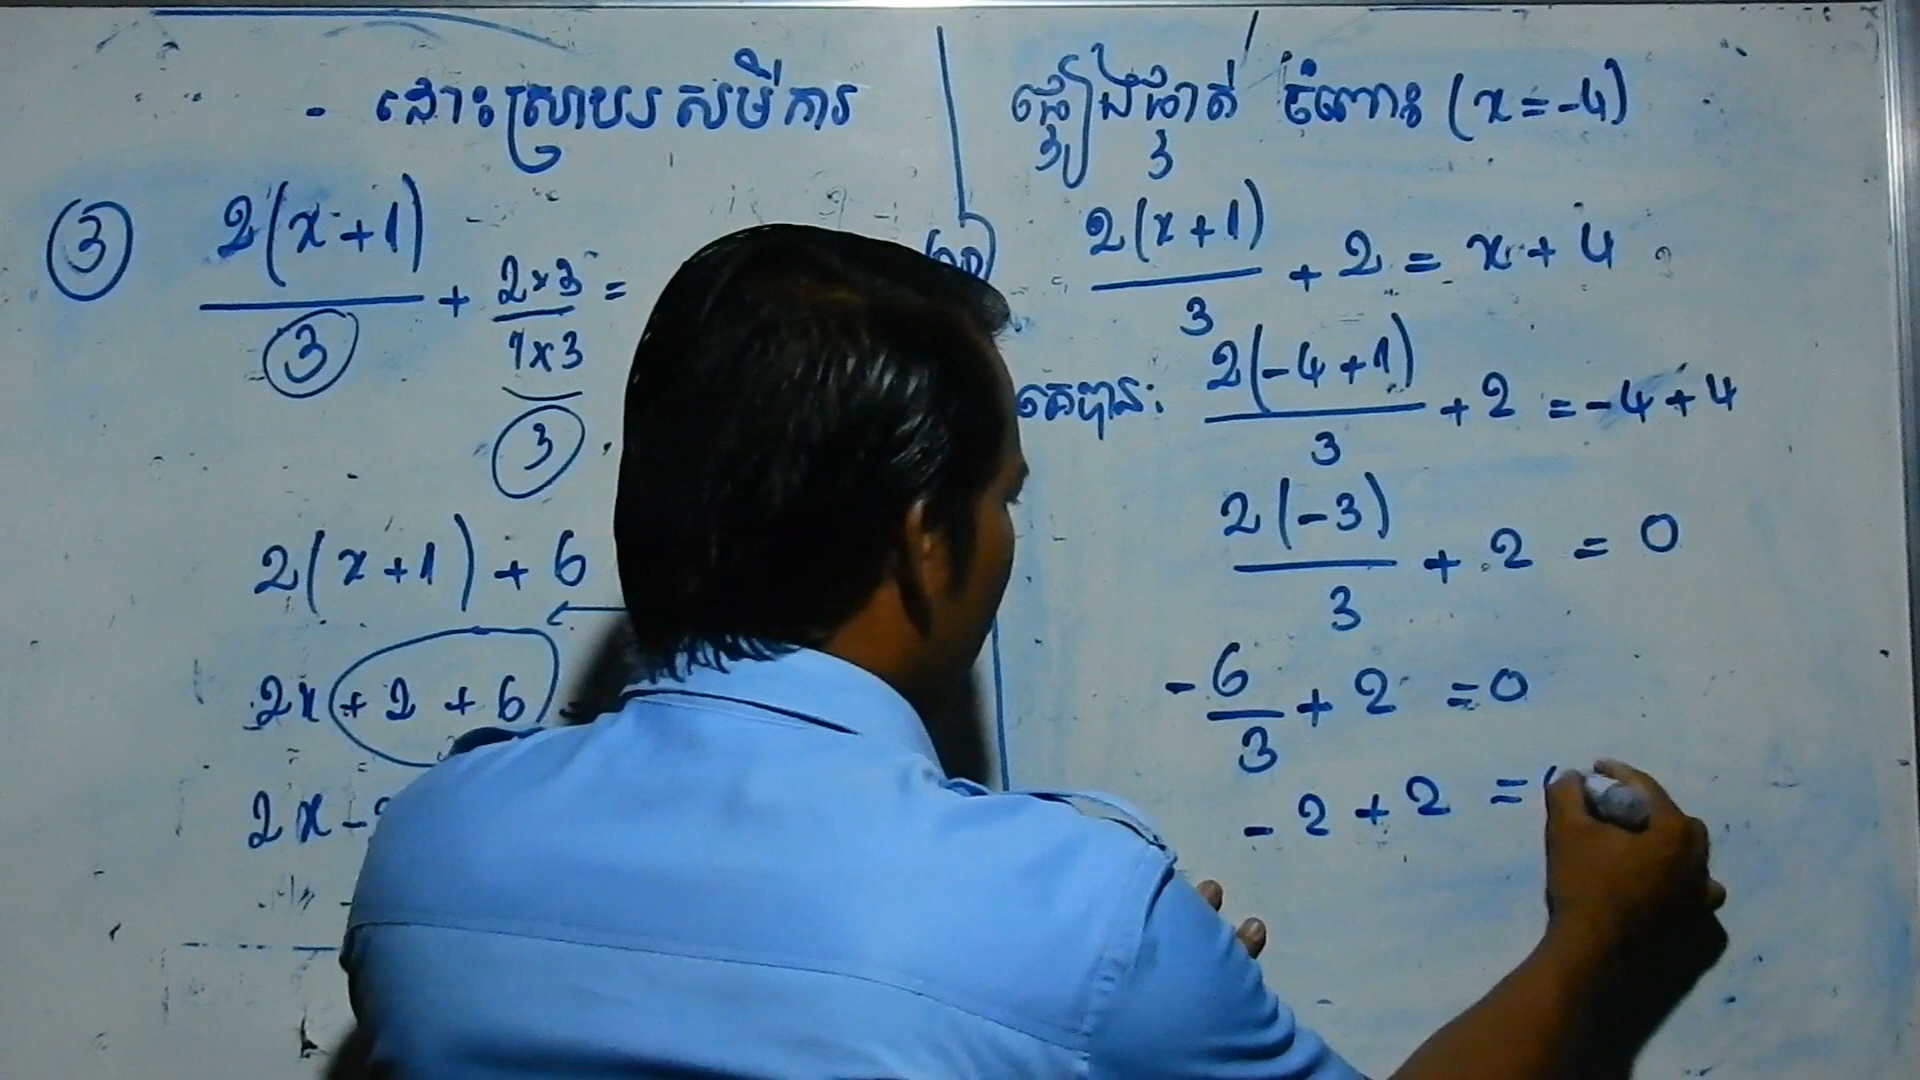 - ដោះស្រាយសមីការ
③ 2(x+1)/3 + 2×3/1×3 =
3
2(x+1) + 6
2x + 2 + 6
2x -
ផ្ទៀងផ្ទាត់ ចំពោះ (x = -4)
2(x+1)/3 + 2 = x + 4
គេបាន: 2(-4+1)/3 + 2 = -4+4
2(-3)/3 + 2 = 0
-6/3 + 2 = 0
-2 + 2 =